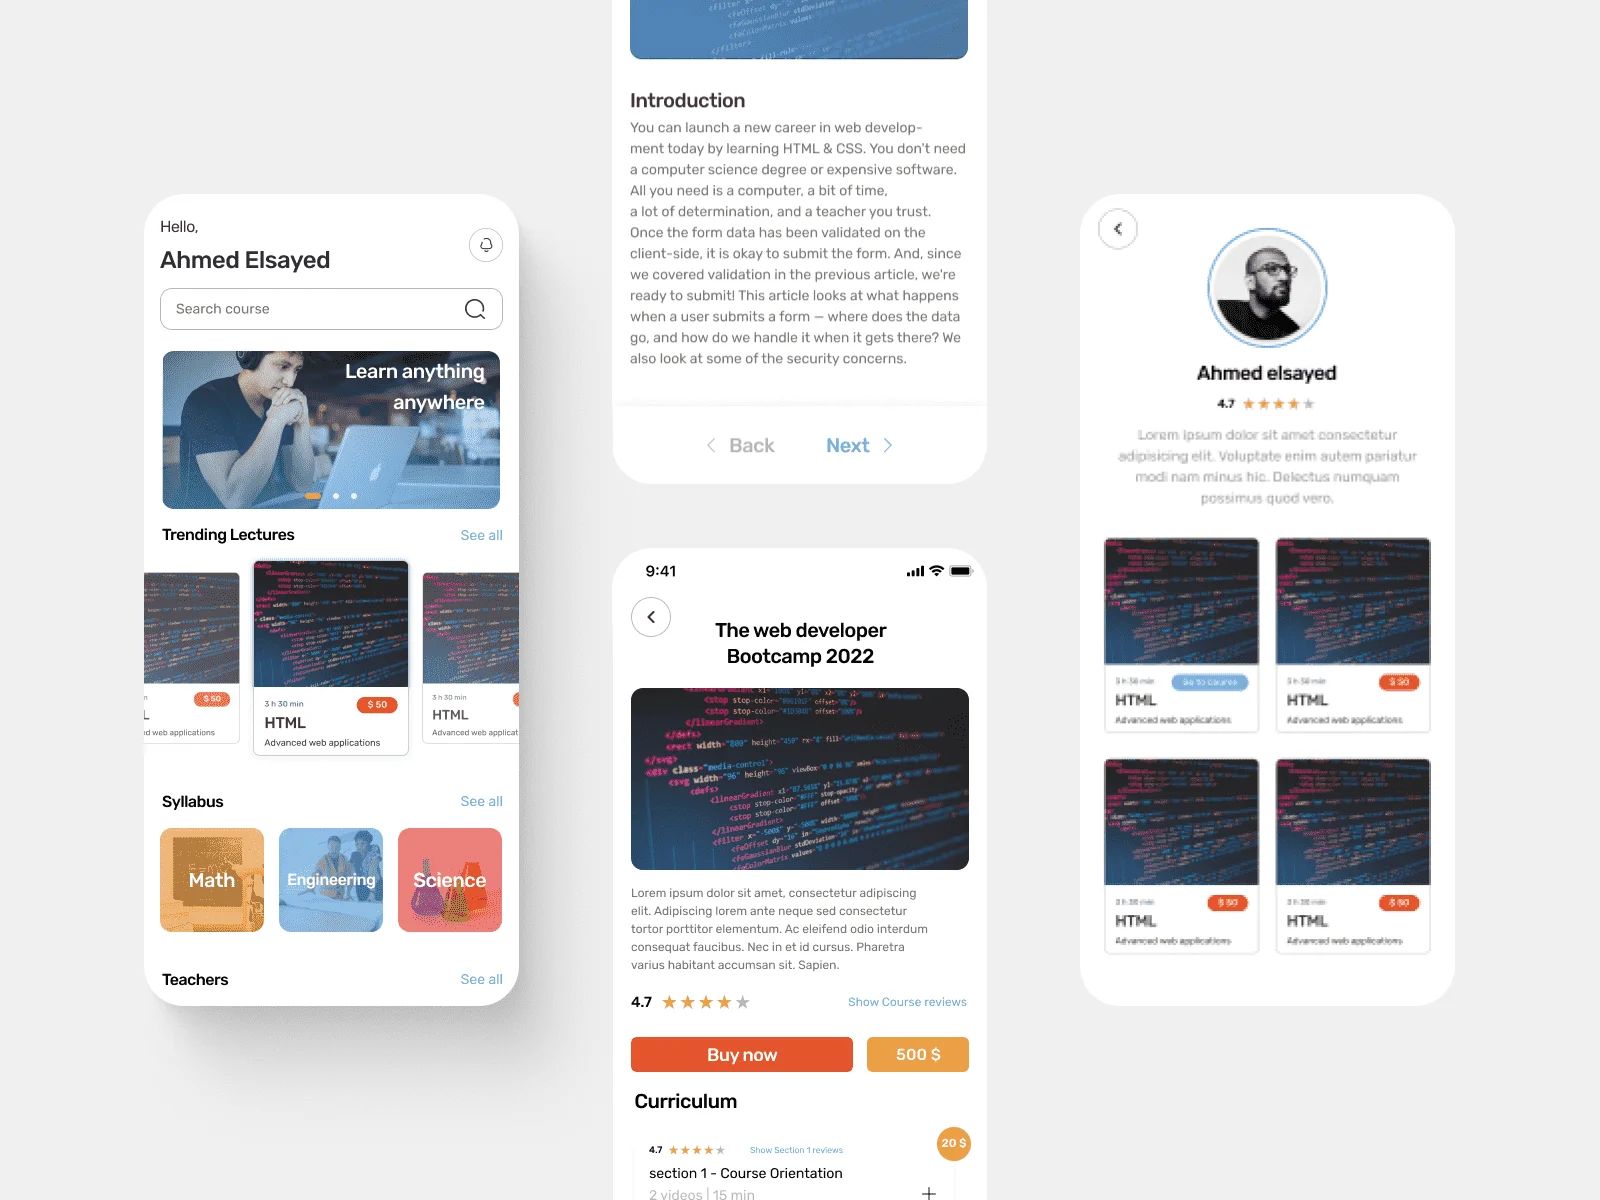 Hello,
Ahmed Elsayed
Search course
Learn anything
anywhere
Trending Lectures
See all
$ 50
HTML
Advanced web applications
3 h 30 min
$ 50
HTML
Advanced web applications
3 h 30 min
HTML
Advanced web applicat
Syllabus
See all
Math
Engineering
Science
Teachers
See all
Introduction
You can launch a new career in web develop-
ment today by learning HTML & CSS. You don't need
a computer science degree or expensive software.
All you need is a computer, a bit of time,
a lot of determination, and a teacher you trust.
Once the form data has been validated on the
client-side, it is okay to submit the form. And, since
we covered validation in the previous article, we're
ready to submit! This article looks at what happens
when a user submits a form — where does the data
go, and how do we handle it when it gets there? We
also look at some of the security concerns.
Back
Next
9:41
The web developer
Bootcamp 2022
Lorem ipsum dolor sit amet, consectetur adipiscing
elit. Adipiscing lorem ante neque sed consectetur
tortor porttitor elementum. Ac eleifend odio interdum
consequat faucibus. Nec in et id cursus. Pharetra
varius habitant accumsan sit. Sapien.
4.7
Show Course reviews
Buy now
500 $
Curriculum
20 $
4.7
Show Section 1 reviews
section 1 - Course Orientation
2 videos | 15 min
Ahmed elsayed
4.7
Lorem ipsum dolor sit amet consectetur
adipisicing elit. Voluptate enim autem pariatur
modi nam minus hic. Delectus numquam
possimus quod vero.
3 h 30 min
Go to course
HTML
Advanced web applications
3 h 30 min
$ 50
HTML
Advanced web applications
3 h 30 min
$ 50
HTML
Advanced web applications
3 h 30 min
$ 50
HTML
Advanced web applications